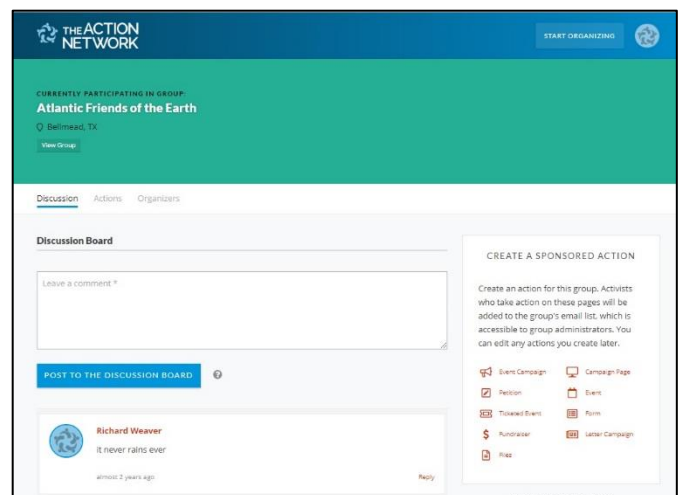 THE ACTION
NETWORK
START ORGANIZING
CURRENTLY PARTICIPATING IN GROUP:
Atlantic Friends of the Earth
Bellmead, TX
View Group
Discussion Actions Organizers
Discussion Board
Leave a comment *
POST TO THE DISCUSSION BOARD
?
Richard Weaver
it never rains ever
almost 2 years ago
Reply
CREATE A SPONSORED ACTION
Create an action for this group. Activists
who take action on these pages will be
added to the group's email list, which is
accessible to group administrators. You
can edit any actions you create later.
Event Campaign Campaign Page
Petition Event
Ticketed Event Form
Fundraiser Letter Campaign
Files